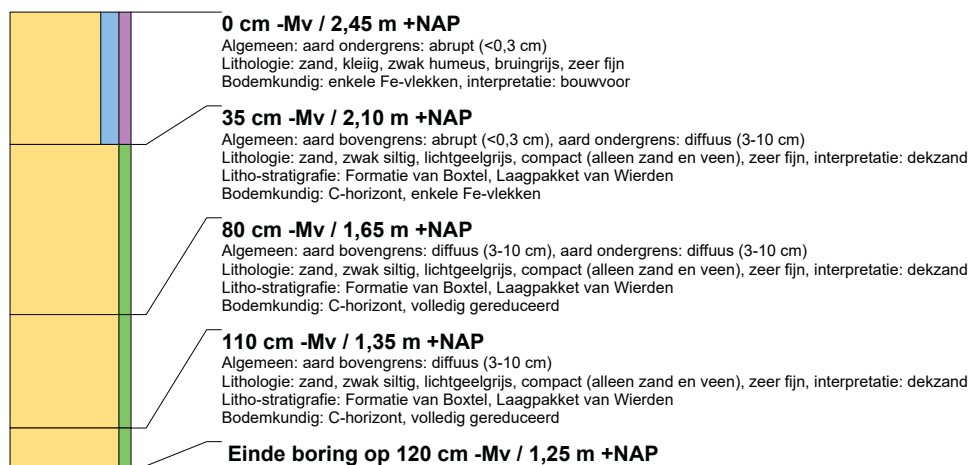 0 cm -Mv / 2,45 m +NAP
Algemeen: aard ondergrens: abrupt (<0,3 cm)
Lithologie: zand, kleiig, zwak humeus, bruingrijs, zeer fijn
Bodemkundig: enkele Fe-vlekken, interpretatie: bouwvoor
35 cm -Mv / 2,10 m +NAP
Algemeen: aard bovengrens: abrupt (<0,3 cm), aard ondergrens: diffuus (3-10 cm)
Lithologie: zand, zwak siltig, lichtgeelgrijs, compact (alleen zand en veen), zeer fijn, interpretatie: dekzand
Litho-stratigrafie: Formatie van Boxtel, Laagpakket van Wierden
Bodemkundig: C-horizont, enkele Fe-vlekken
80 cm -Mv / 1,65 m +NAP
Algemeen: aard bovengrens: diffuus (3-10 cm), aard ondergrens: diffuus (3-10 cm)
Lithologie: zand, zwak siltig, lichtgeelgrijs, compact (alleen zand en veen), zeer fijn, interpretatie: dekzand
Litho-stratigrafie: Formatie van Boxtel, Laagpakket van Wierden
Bodemkundig: C-horizont, volledig gereduceerd
110 cm -Mv / 1,35 m +NAP
Algemeen: aard bovengrens: diffuus (3-10 cm)
Lithologie: zand, zwak siltig, lichtgeelgrijs, compact (alleen zand en veen), zeer fijn, interpretatie: dekzand
Litho-stratigrafie: Formatie van Boxtel, Laagpakket van Wierden
Bodemkundig: C-horizont, volledig gereduceerd
Einde boring op 120 cm -Mv / 1,25 m +NAP